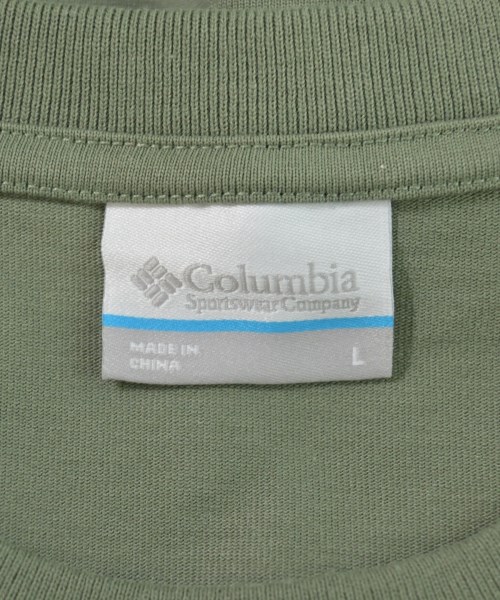 Columbia
Sportswear Company
MADE IN
CHINA
L